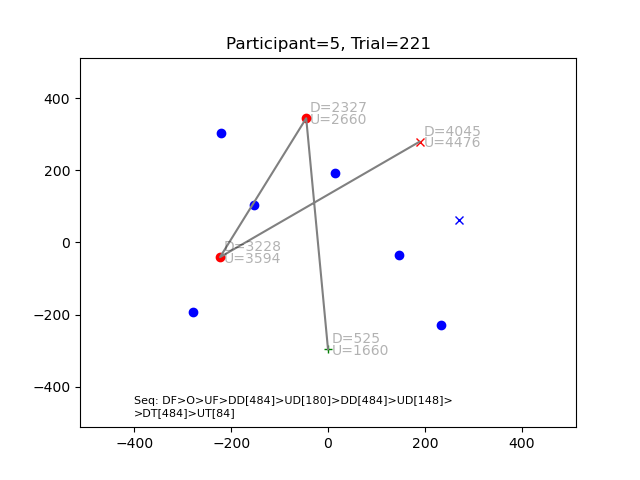 Participant=5, Trial=221
D=2327
U=2660
D=4045
U=4476
D=3228
U=3594
D=525
U=1660
Seq: DF>O>UF>DD[484]>UD[180]>DD[484]>UD[148]>
>DT[484]>UT[84]
400
200
0
−200
−400
−400
−200
0
200
400